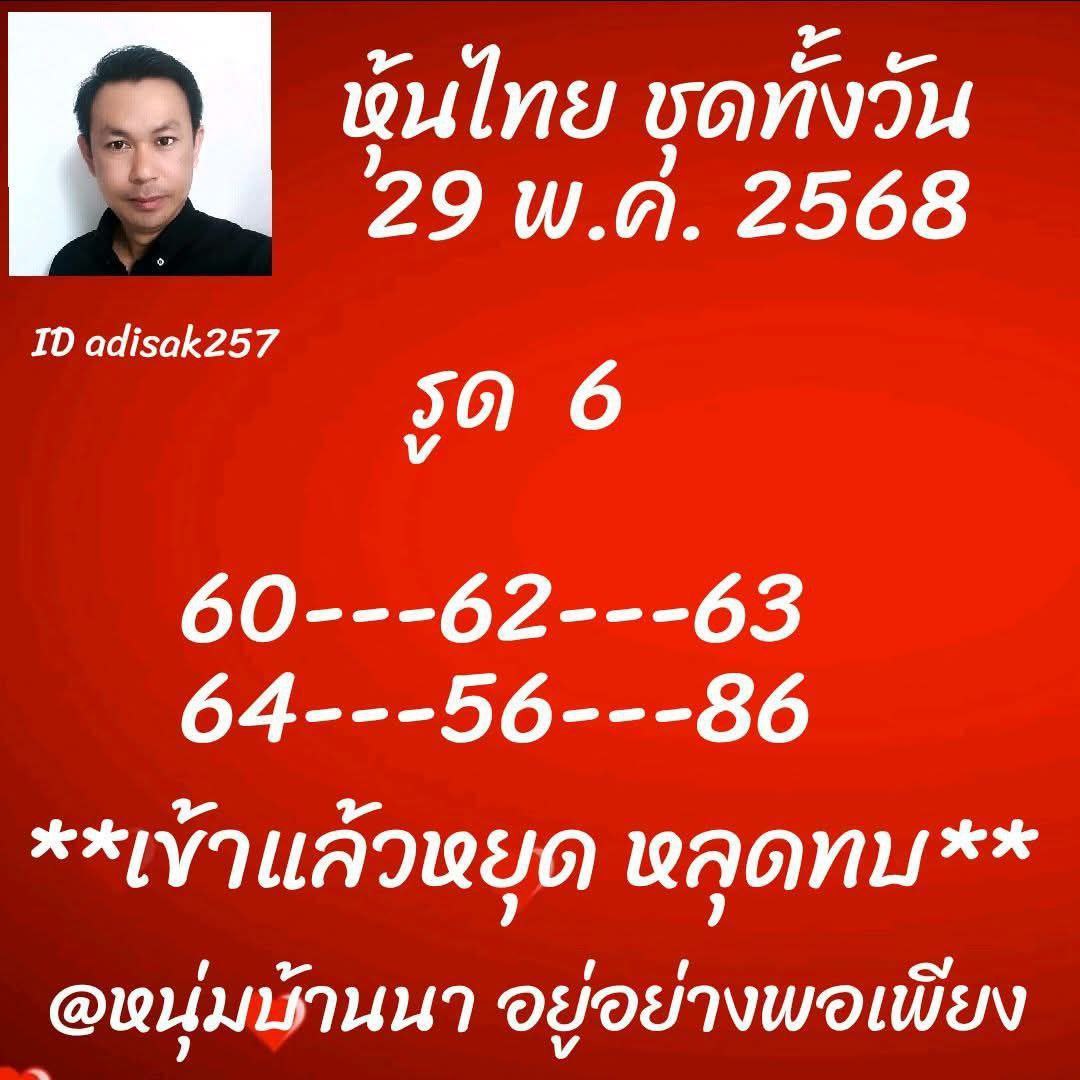 หุ้นไทย ชุดทั้งวัน
29 พ.ค. 2568
ID adisak257
รูด 6
60---62---63
64---56---86
**เข้าแล้วหยุด หลุดทบ**
@หนุ่มบ้านนา อยู่อย่างพอเพียง